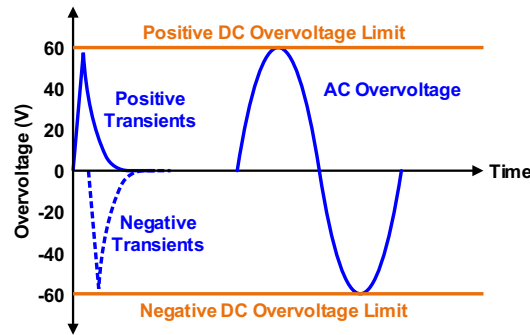 Positive DC Overvoltage Limit
60
40
20
0
-20
-40
-60
Overvoltage (V)
Positive
Transients
AC Overvoltage
Time
Negative
Transients
Negative DC Overvoltage Limit